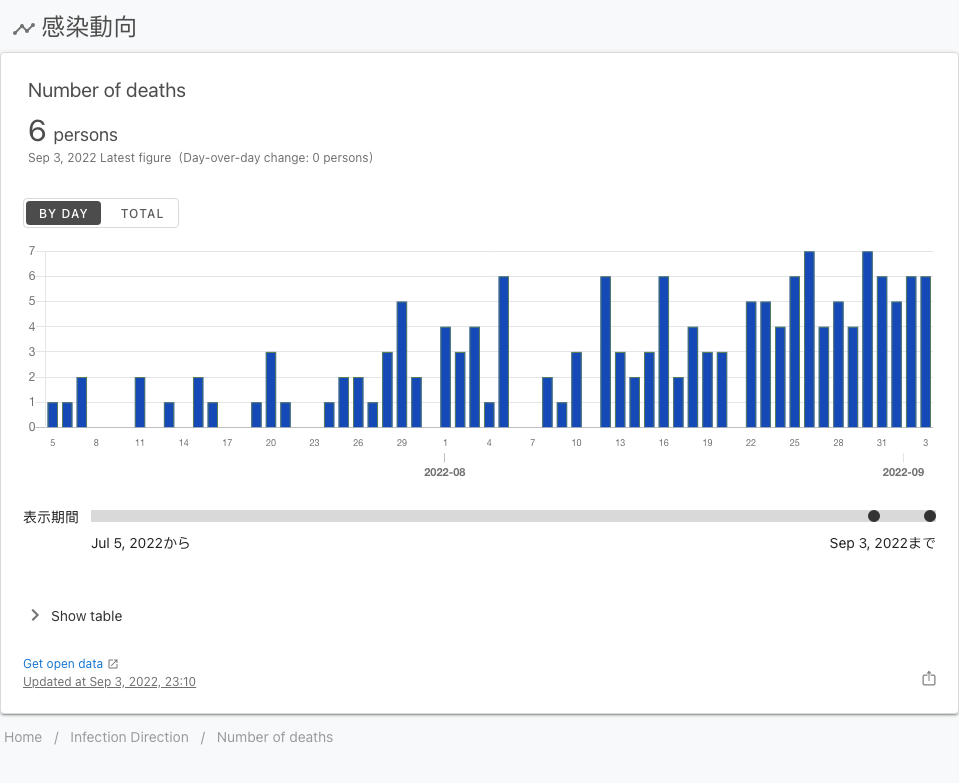 感染動向
Number of deaths
6 persons
Sep 3, 2022 Latest figure (Day-over-day change: 0 persons)
BY DAY TOTAL
7
6
5
4
3
2
1
0
5 8 11 14 17 20 23 26 29 1 4 7 10 13 16 19 22 25 28 31 3
2022-08 2022-09
表示期間
Jul 5, 2022から Sep 3, 2022まで
Show table
Get open data
Updated at Sep 3, 2022, 23:10
Home / Infection Direction / Number of deaths